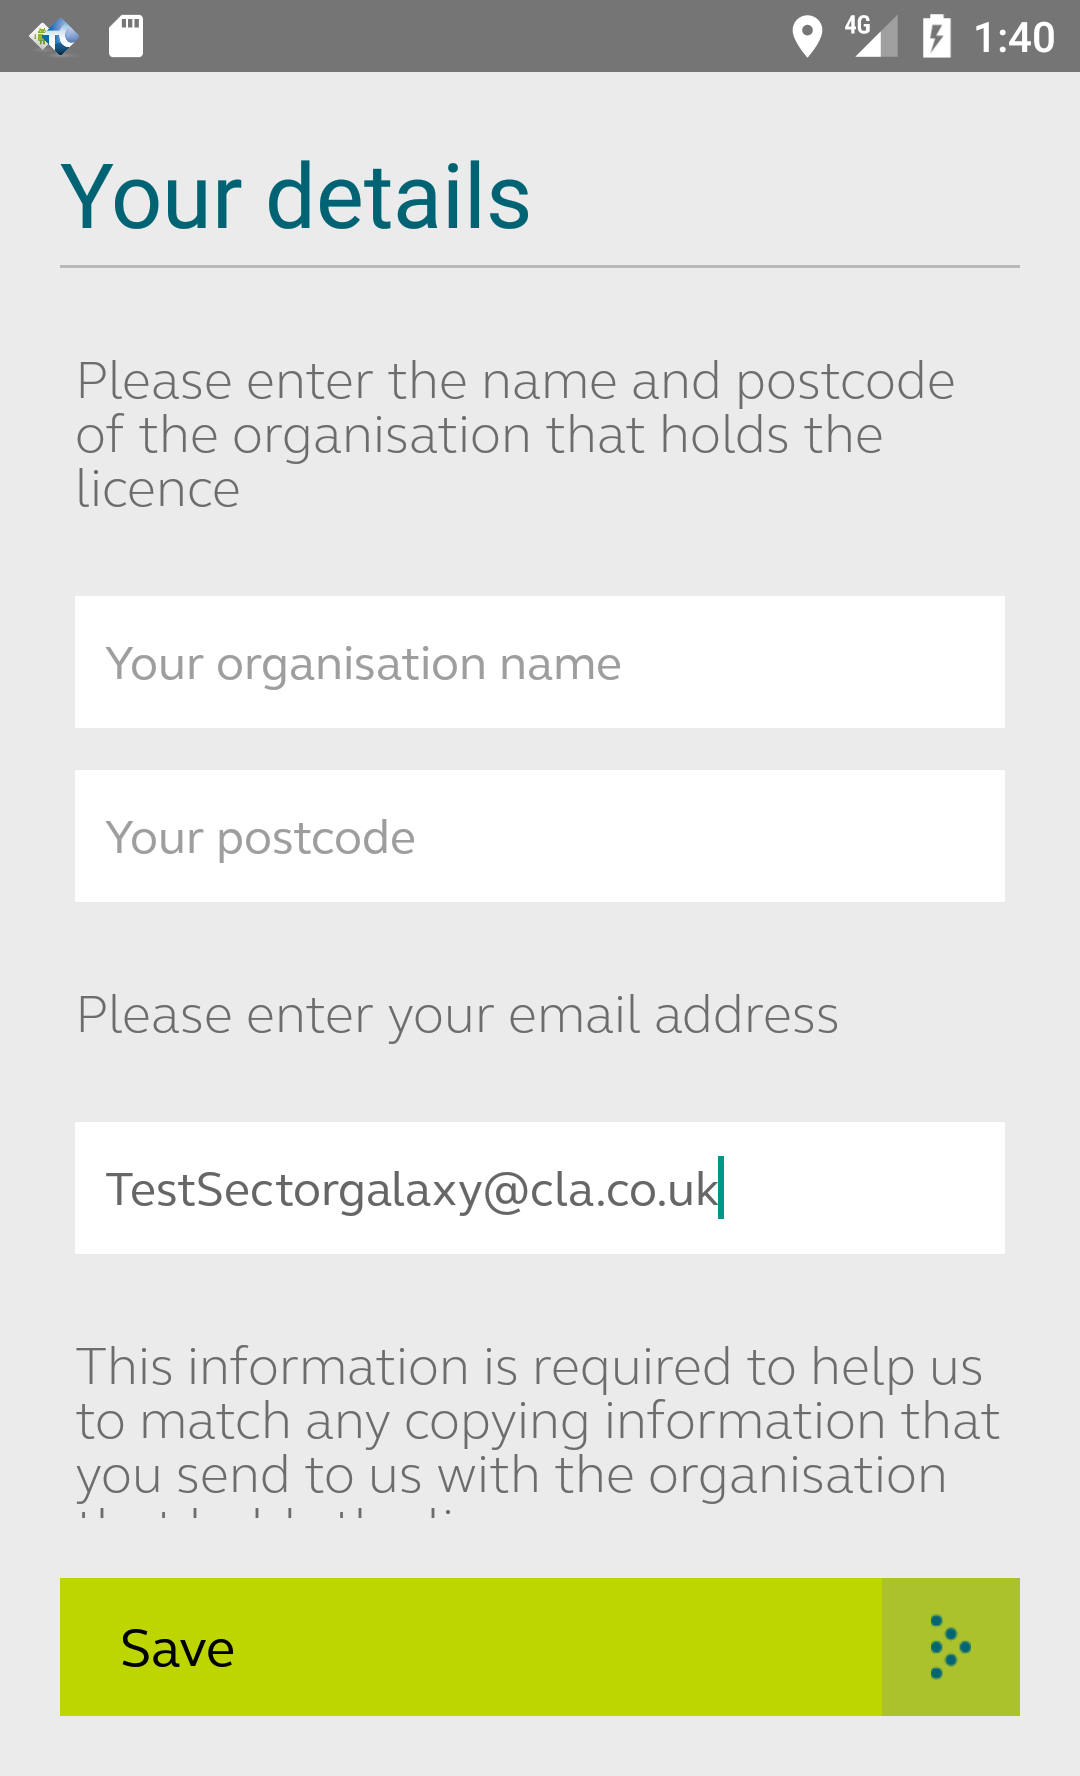 4G 1:40
Your details
Please enter the name and postcode
of the organisation that holds the
licence
Your organisation name
Your postcode
Please enter your email address
TestSectorgalaxy@cla.co.uk
This information is required to help us
to match any copying information that
you send to us with the organisation
Save